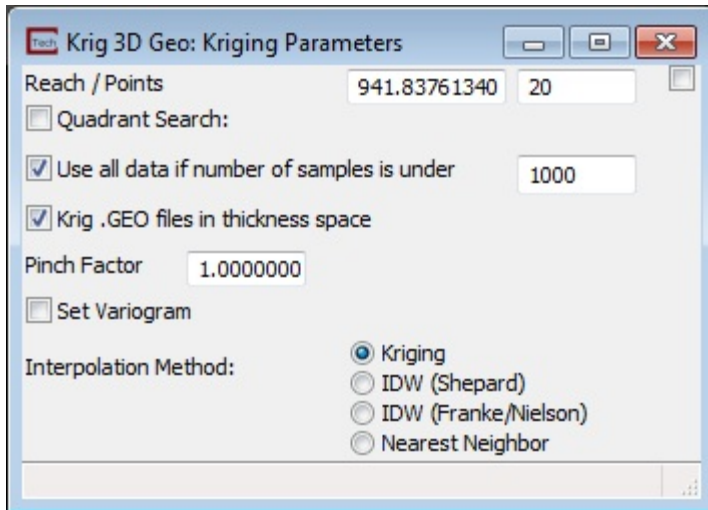 Tech Krig 3D Geo: Kriging Parameters
Reach / Points 941.83761340 20
Quadrant Search:
Use all data if number of samples is under 1000
Krig .GEO files in thickness space
Pinch Factor 1.0000000
Set Variogram
Interpolation Method:
Kriging
IDW (Shepard)
IDW (Franke/Nielson)
Nearest Neighbor